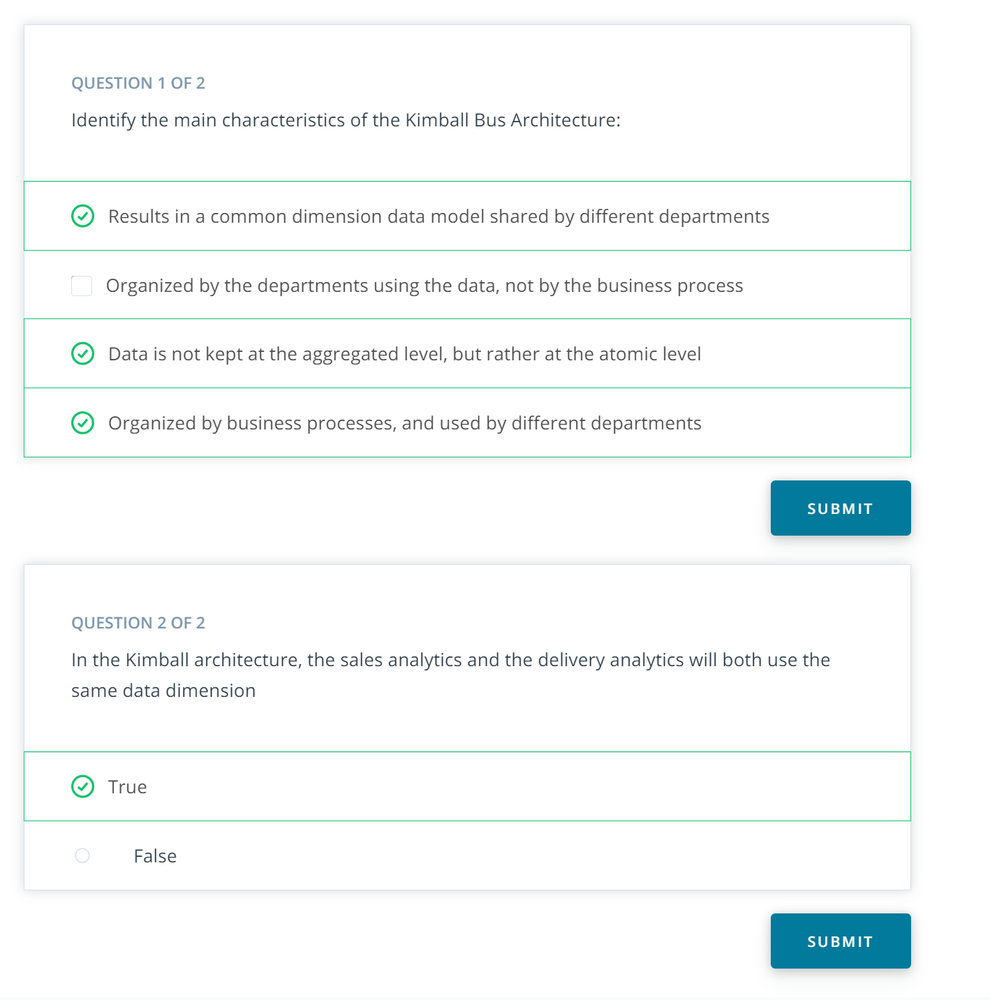 QUESTION 1 OF 2
Identify the main characteristics of the Kimball Bus Architecture:
Results in a common dimension data model shared by different departments
Organized by the departments using the data, not by the business process
Data is not kept at the aggregated level, but rather at the atomic level
Organized by business processes, and used by different departments
SUBMIT
QUESTION 2 OF 2
In the Kimball architecture, the sales analytics and the delivery analytics will both use the
same data dimension
True
False
SUBMIT